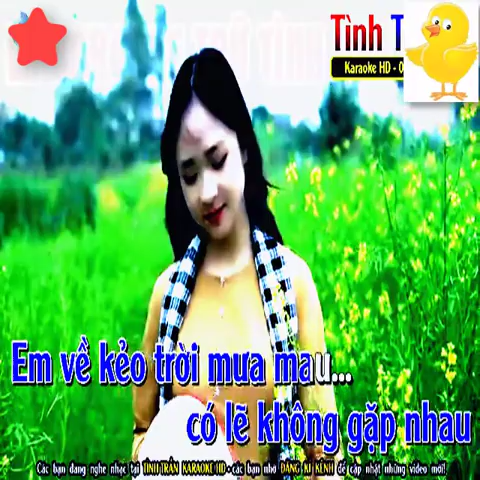 Tình T
Karaoke HD - 0
Em về kẻo trời mưa mau...
có lẽ không gặp nhau
Các bạn đang nghe nhạc tại TÌNH TRẦN KARAOKE HD - các bạn nhớ ĐĂNG KÍ KÊNH để cập nhật những video mới!